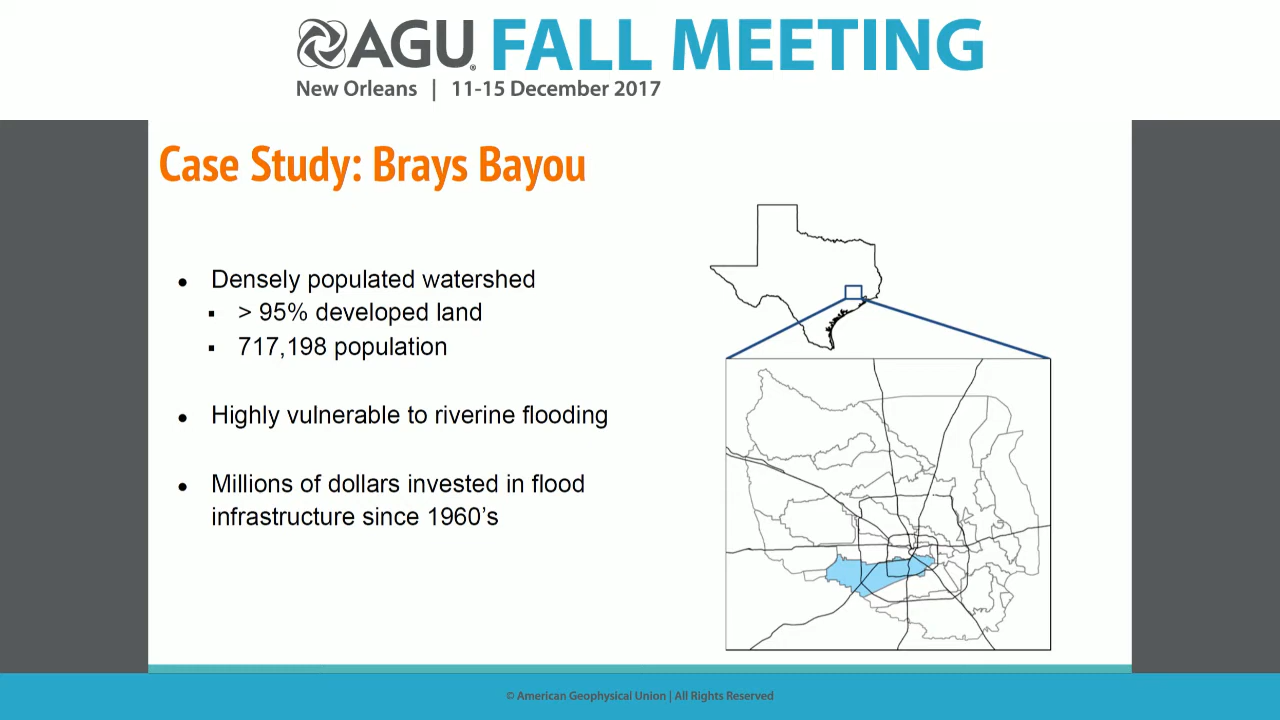 AGU FALL MEETING
New Orleans | 11-15 December 2017
Case Study: Brays Bayou
● Densely populated watershed
▪ > 95% developed land
▪ 717,198 population
● Highly vulnerable to riverine flooding
● Millions of dollars invested in flood
infrastructure since 1960’s
© American Geophysical Union | All Rights Reserved